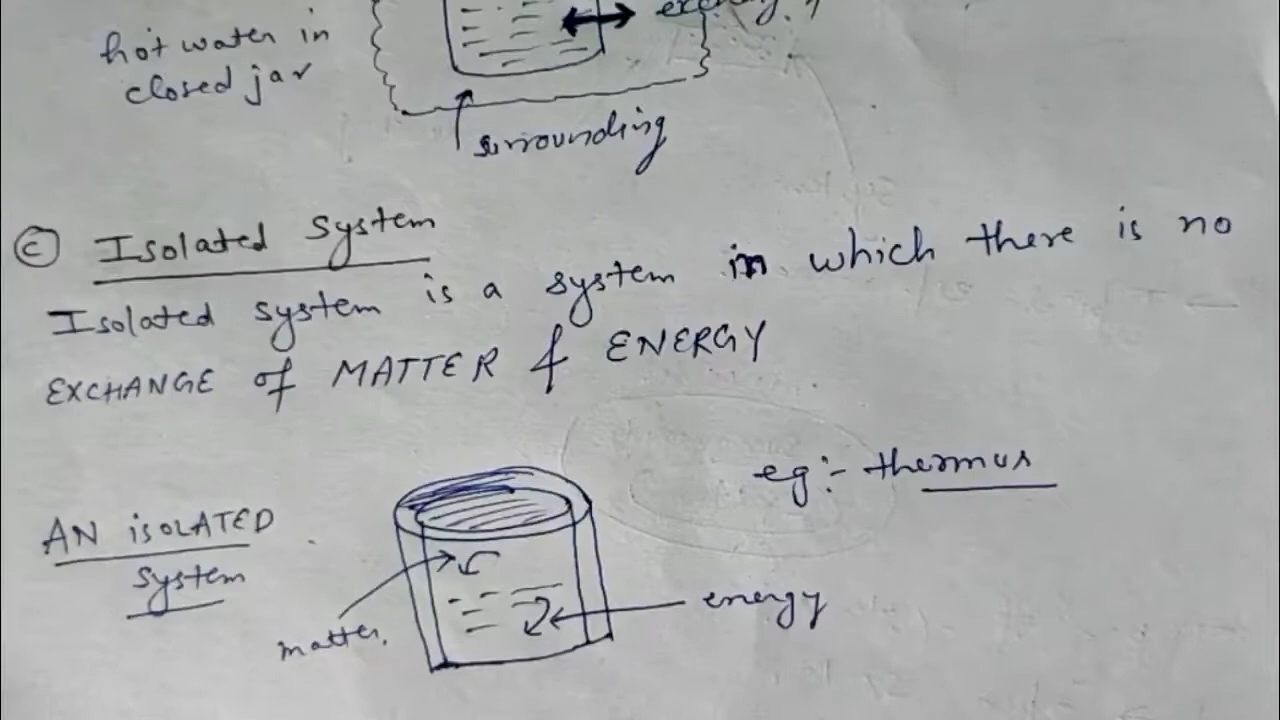 hot water in
closed jar
surrounding
C Isolated system
Isolated system is a system in which there is no
EXCHANGE of MATTER & ENERGY
eg:- thermus
AN isOLATED
system
matter.
energy